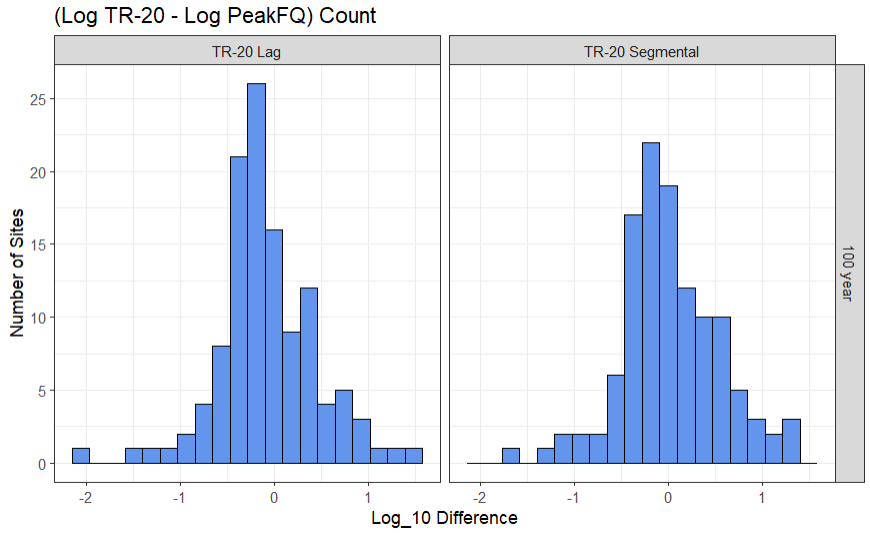 (Log TR-20 - Log PeakFQ) Count
TR-20 Lag
TR-20 Segmental
100 year
Number of Sites
25
20
15
10
5
0
-2
-1
0
1
-2
-1
0
1
Log_10 Difference